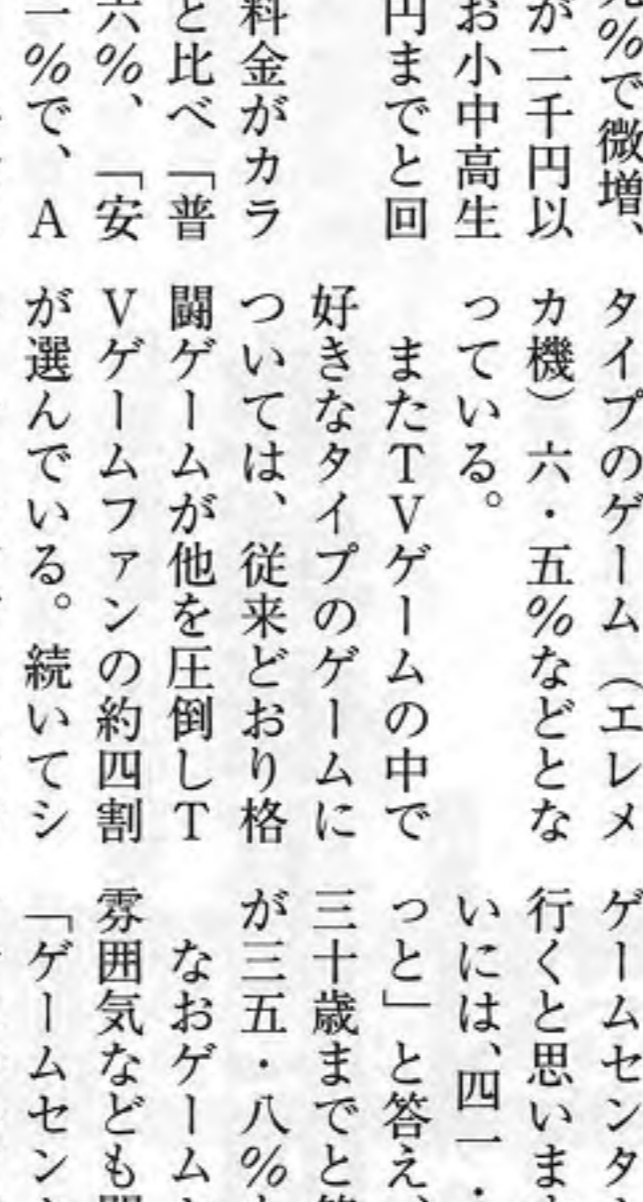 ％で微増、
が二千円以
お小中高生
円までと回
料金がカラ
と比べ「普
六％、「安
一％で、Ａ
タイプのゲーム（エレメ
カ機）六・五％などとな
っている。
またＴＶゲームの中で
好きなタイプのゲームに
ついては、従来どおり格
闘ゲームが他を圧倒しＴ
Ｖゲームファンの約四割
が選んでいる。続いてシ
ゲームセンタ
行くと思いま
いには、四一・
っと」と答え、
三十歳までと
が三五・八％
なおゲーム
雰囲気なども
「ゲームセン